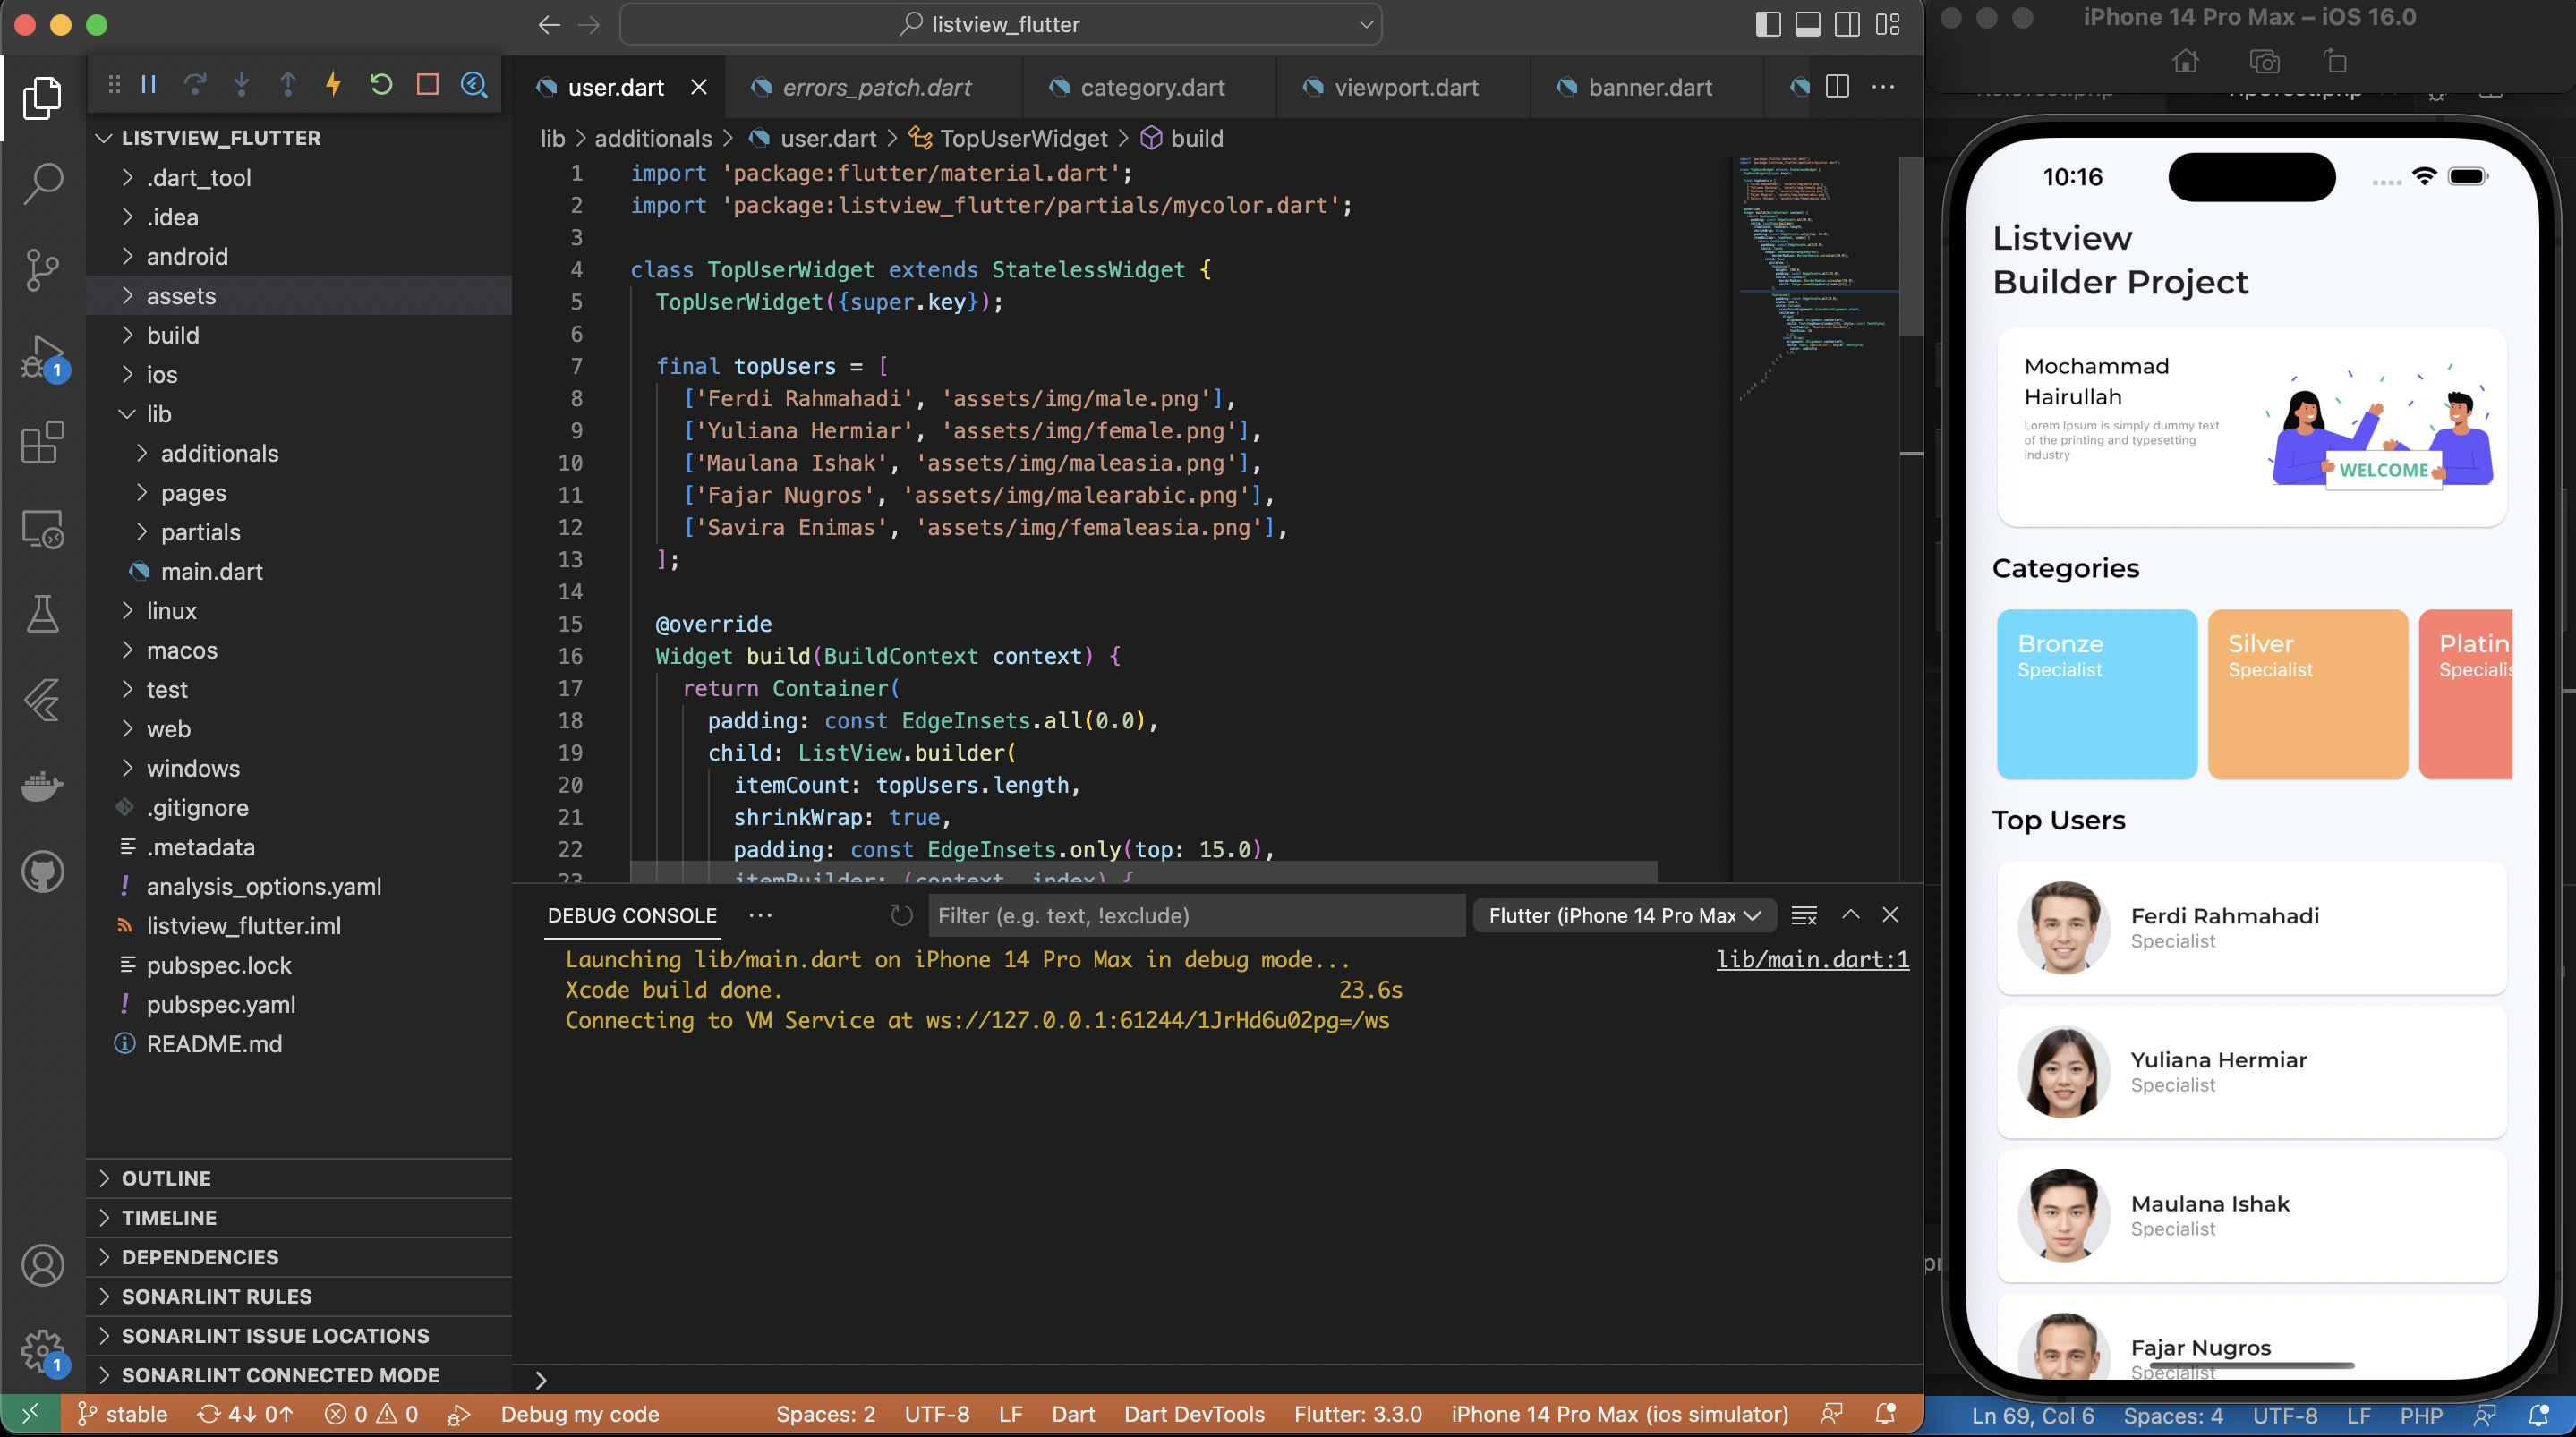 listview_flutter
iPhone 14 Pro Max – iOS 16.0
user.dart
errors_patch.dart
category.dart
viewport.dart
banner.dart
lib > additionals > user.dart > TopUserWidget > build
LISTVIEW_FLUTTER
.dart_tool
.idea
android
assets
build
ios
lib
additionals
pages
partials
main.dart
linux
macos
test
web
windows
.gitignore
.metadata
analysis_options.yaml
listview_flutter.iml
pubspec.lock
pubspec.yaml
README.md
OUTLINE
TIMELINE
DEPENDENCIES
SONARLINT RULES
SONARLINT ISSUE LOCATIONS
SONARLINT CONNECTED MODE
1
1
1 import 'package:flutter/material.dart';
2 import 'package:listview_flutter/partials/mycolor.dart';
3
4 class TopUserWidget extends StatelessWidget {
5 TopUserWidget({super.key});
6
7 final topUsers = [
8 ['Ferdi Rahmahadi', 'assets/img/male.png'],
9 ['Yuliana Hermiar', 'assets/img/female.png'],
10 ['Maulana Ishak', 'assets/img/maleasia.png'],
11 ['Fajar Nugros', 'assets/img/malearabic.png'],
12 ['Savira Enimas', 'assets/img/femaleasia.png'],
13 ];
14
15 @override
16 Widget build(BuildContext context) {
17 return Container(
18 padding: const EdgeInsets.all(0.0),
19 child: ListView.builder(
20 itemCount: topUsers.length,
21 shrinkWrap: true,
22 padding: const EdgeInsets.only(top: 15.0),
23 itemBuilder: (context, index) {
DEBUG CONSOLE
Filter (e.g. text, !exclude)
Flutter (iPhone 14 Pro Max
Launching lib/main.dart on iPhone 14 Pro Max in debug mode...
lib/main.dart:1
Xcode build done. 23.6s
Connecting to VM Service at ws://127.0.0.1:61244/1JrHd6u02pg=/ws
stable
4↓ 0↑
0
0
Debug my code
Spaces: 2
UTF-8
LF
Dart
Dart DevTools
Flutter: 3.3.0
iPhone 14 Pro Max (ios simulator)
10:16
Listview
Builder Project
Mochammad
Hairullah
Lorem Ipsum is simply dummy text
of the printing and typesetting
industry
WELCOME
Categories
Bronze
Specialist
Silver
Specialist
Platin
Specialis
Top Users
Ferdi Rahmahadi
Specialist
Yuliana Hermiar
Specialist
Maulana Ishak
Specialist
Fajar Nugros
Specialist
Ln 69, Col 6
Spaces: 4
UTF-8
LF
PHP